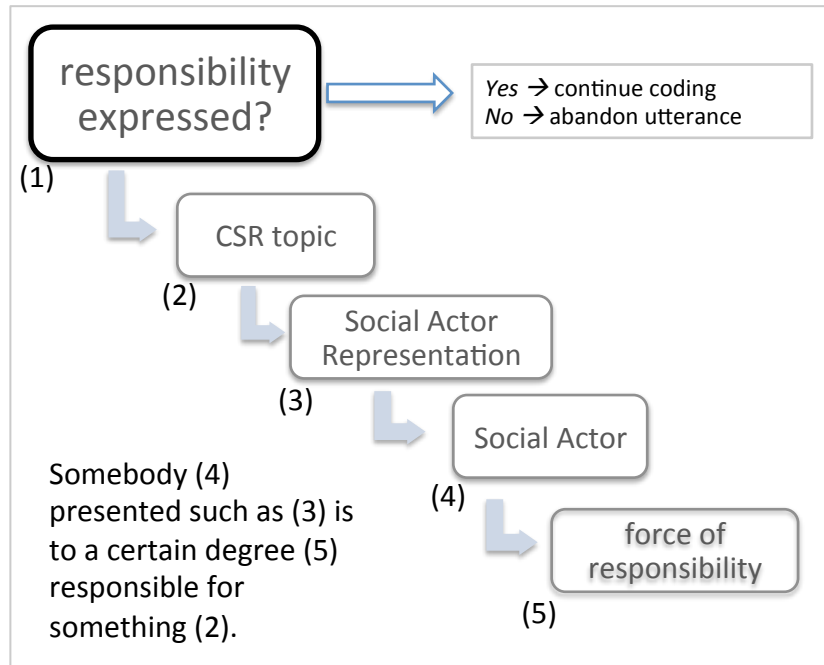 responsibility
expressed?
Yes → continue coding
No → abandon utterance
(1)
CSR topic
(2)
Social Actor
Representation
(3)
Social Actor
(4)
force of
responsibility
(5)
Somebody (4)
presented such as (3) is
to a certain degree (5)
responsible for
something (2).